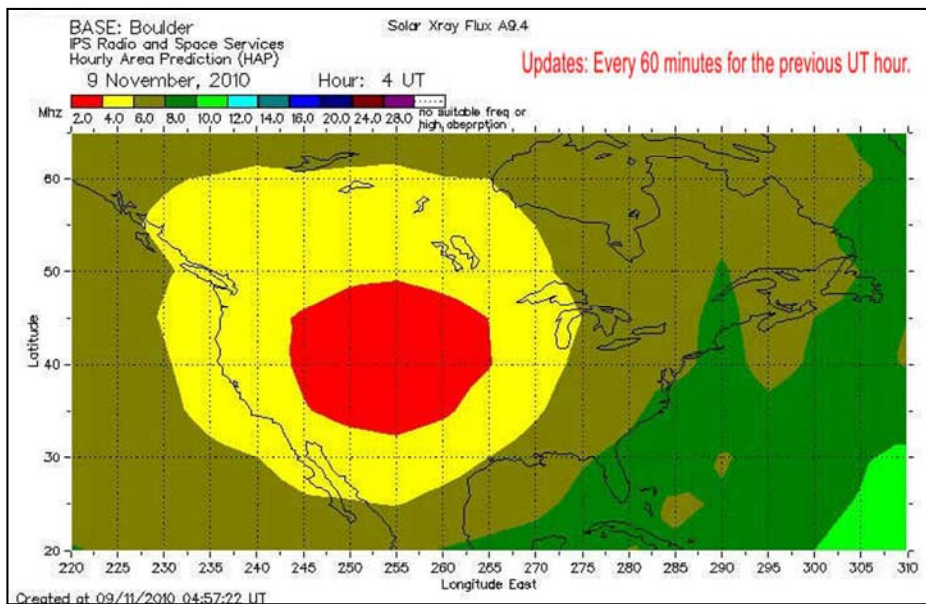 BASE: Boulder
Solar Xray Flux A9.4
IPS Radio and Space Services
Hourly Area Prediction (HAP)
Updates: Every 60 minutes for the previous UT hour.
9 November, 2010 Hour: 4 UT
Mhz 2.0 4.0 6.0 8.0 10.0 12.0 14.0 16.0 20.0 24.0 28.0
no suitable freq or
high absprption
60
50
40
30
20
Latitude
220 225 230 235 240 245 250 255 260 265 270 275 280 285 290 295 300 305 310
Longitude East
Created at 09/11/2010 04:57:22 UT